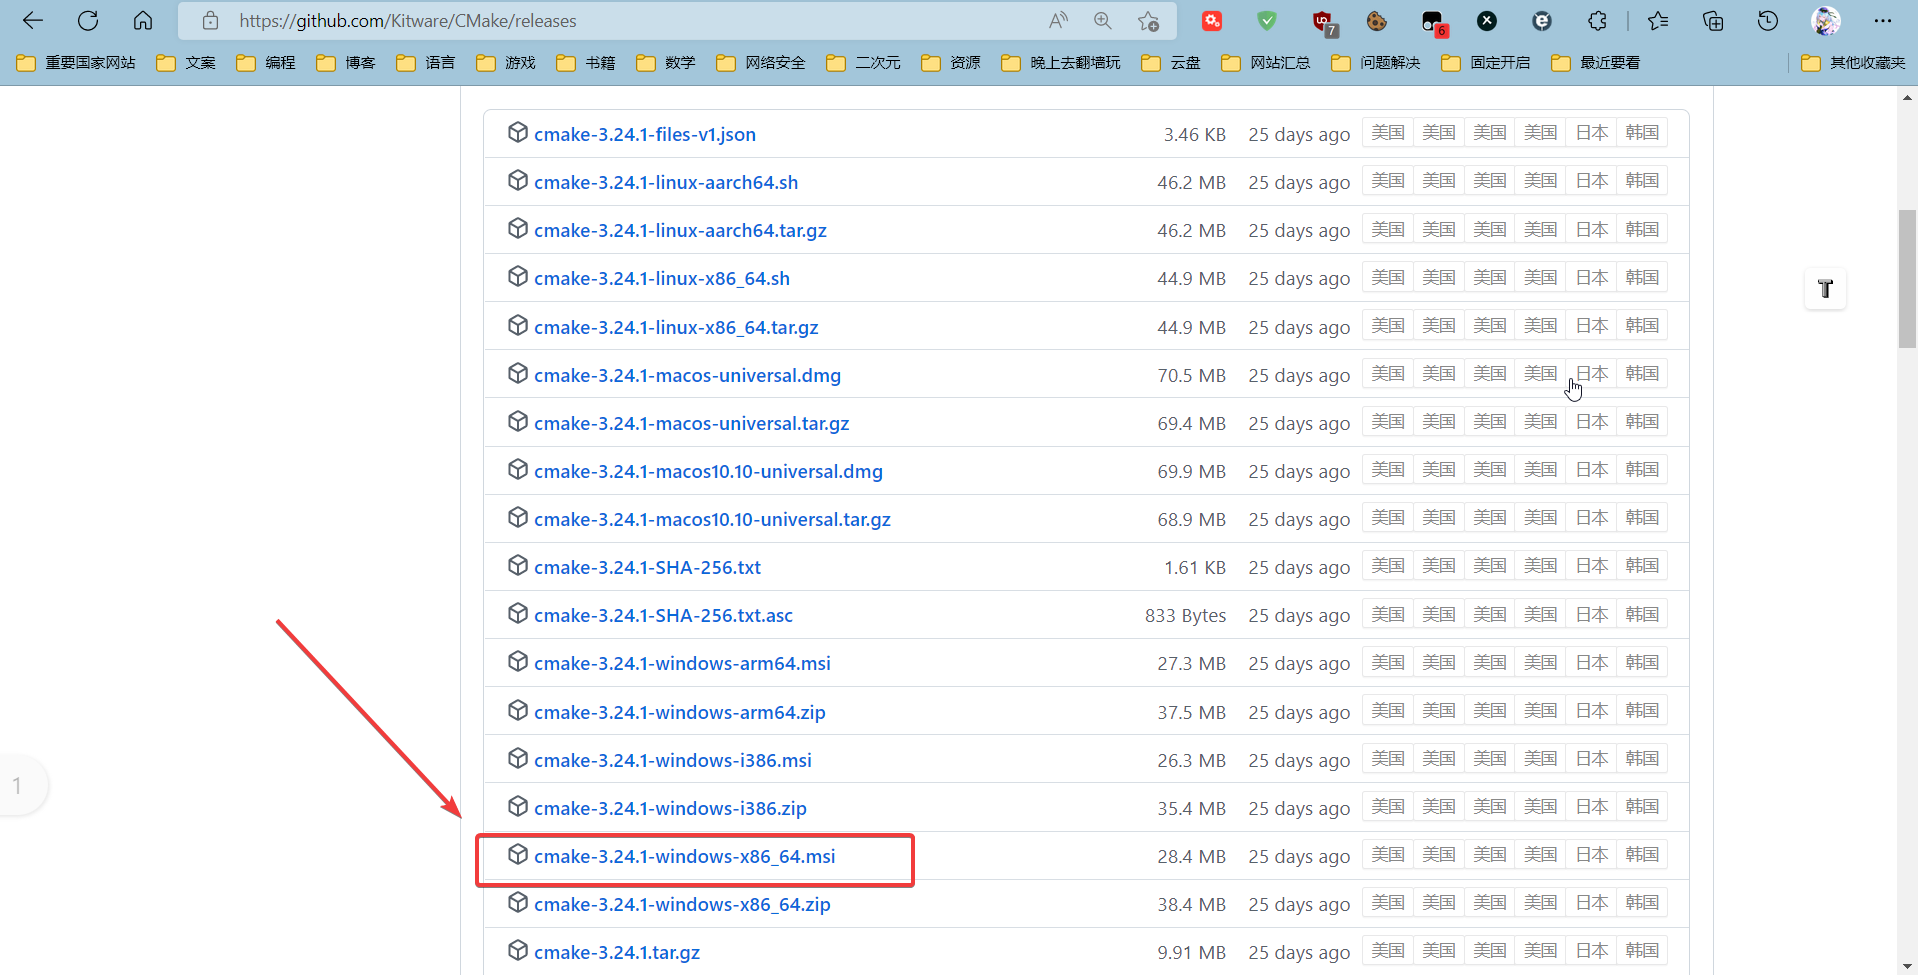 https://github.com/Kitware/CMake/releases
7
6
重要国家网站 文案 编程 博客 语言 游戏 书籍 数学 网络安全 二次元 资源 晚上去翻墙玩 云盘 网站汇总 问题解决 固定开启 最近要看 其他收藏夹
cmake-3.24.1-files-v1.json 3.46 KB 25 days ago 美国 美国 美国 美国 日本 韩国
cmake-3.24.1-linux-aarch64.sh 46.2 MB 25 days ago 美国 美国 美国 美国 日本 韩国
cmake-3.24.1-linux-aarch64.tar.gz 46.2 MB 25 days ago 美国 美国 美国 美国 日本 韩国
cmake-3.24.1-linux-x86_64.sh 44.9 MB 25 days ago 美国 美国 美国 美国 日本 韩国
T
cmake-3.24.1-linux-x86_64.tar.gz 44.9 MB 25 days ago 美国 美国 美国 美国 日本 韩国
cmake-3.24.1-macos-universal.dmg 70.5 MB 25 days ago 美国 美国 美国 美国 日本 韩国
cmake-3.24.1-macos-universal.tar.gz 69.4 MB 25 days ago 美国 美国 美国 美国 日本 韩国
cmake-3.24.1-macos10.10-universal.dmg 69.9 MB 25 days ago 美国 美国 美国 美国 日本 韩国
cmake-3.24.1-macos10.10-universal.tar.gz 68.9 MB 25 days ago 美国 美国 美国 美国 日本 韩国
cmake-3.24.1-SHA-256.txt 1.61 KB 25 days ago 美国 美国 美国 美国 日本 韩国
cmake-3.24.1-SHA-256.txt.asc 833 Bytes 25 days ago 美国 美国 美国 美国 日本 韩国
cmake-3.24.1-windows-arm64.msi 27.3 MB 25 days ago 美国 美国 美国 美国 日本 韩国
cmake-3.24.1-windows-arm64.zip 37.5 MB 25 days ago 美国 美国 美国 美国 日本 韩国
cmake-3.24.1-windows-i386.msi 26.3 MB 25 days ago 美国 美国 美国 美国 日本 韩国
1
cmake-3.24.1-windows-i386.zip 35.4 MB 25 days ago 美国 美国 美国 美国 日本 韩国
cmake-3.24.1-windows-x86_64.msi 28.4 MB 25 days ago 美国 美国 美国 美国 日本 韩国
cmake-3.24.1-windows-x86_64.zip 38.4 MB 25 days ago 美国 美国 美国 美国 日本 韩国
cmake-3.24.1.tar.gz 9.91 MB 25 days ago 美国 美国 美国 美国 日本 韩国